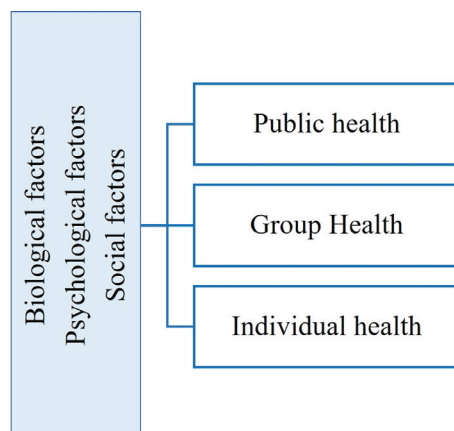 Biological factors
Psychological factors
Social factors
Public health
Group Health
Individual health